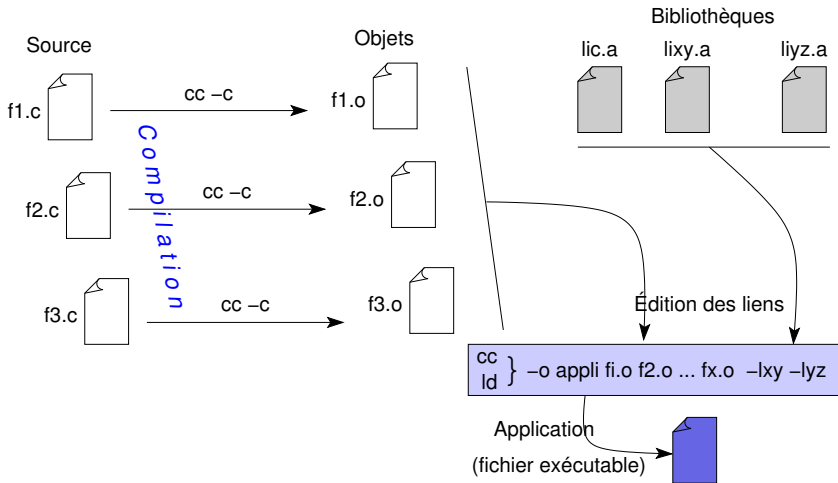 Bibliothèques
Source
Objets
lic.a lixy.a liyz.a
f1.c
cc −c
f1.o
Compilation
f2.c
cc −c
f2.o
f3.c
cc −c
f3.o
Édition des liens
cc
ld
} −o appli fi.o f2.o ... fx.o −lxy −lyz
Application
(fichier exécutable)